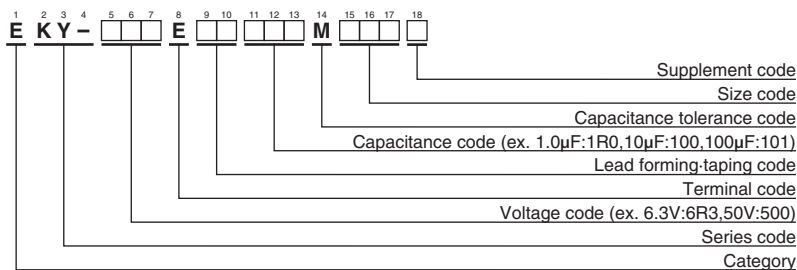 1 2 3 4 5 6 7 8 9 10 11 12 13 14 15 16 17 18
E K Y – □□□ E □□ □□□ M □□□ □
Supplement code
Size code
Capacitance tolerance code
Capacitance code (ex. 1.0μF:1R0,10μF:100,100μF:101)
Lead forming·taping code
Terminal code
Voltage code (ex. 6.3V:6R3,50V:500)
Series code
Category